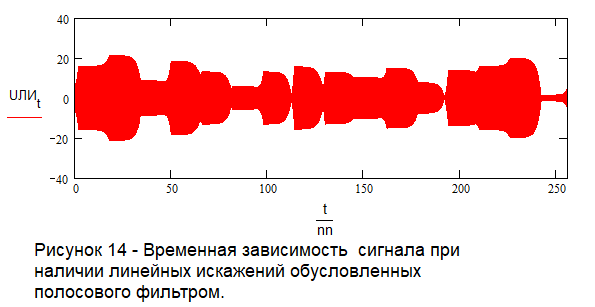 40
20
UЛИt
0
−20
−40
0 50 100 150 200 250
t
nn
Рисунок 14 - Временная зависимость сигнала при
наличии линейных искажений обусловленных
полосового фильтром.